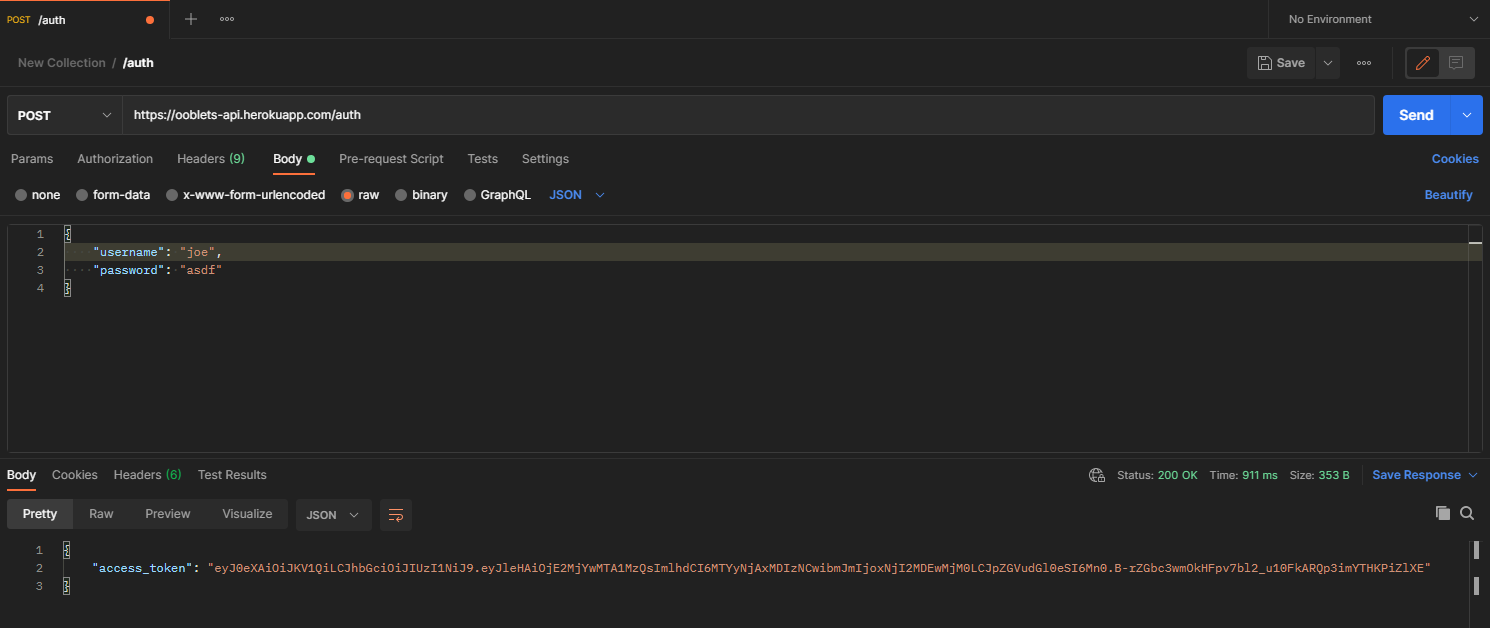 POST /auth
No Environment
New Collection / /auth
Save
POST https://ooblets-api.herokuapp.com/auth Send
Params Authorization Headers (9) Body Pre-request Script Tests Settings Cookies
none form-data x-www-form-urlencoded raw binary GraphQL JSON Beautify
1 {
2 "username": "joe",
3 "password": "asdf"
4 }
Body Cookies Headers (6) Test Results Status: 200 OK Time: 911 ms Size: 353 B Save Response
Pretty Raw Preview Visualize JSON
1 {
2 "access_token": "eyJ0eXAiOiJKV1QiLCJhbGciOiJIUzI1NiJ9.eyJleHAiOjE2MjYwMTA1MzQsImlhdCI6MTYyNjAxMDIzNCwibmJmIjoxNjI2MDEwMjM0LCJpZGVudGl0eSI6Mn0.B-rZGbc3wmOkHFpv7bl2_u10FkARQp3imYTHKPiZlXE"
3 }